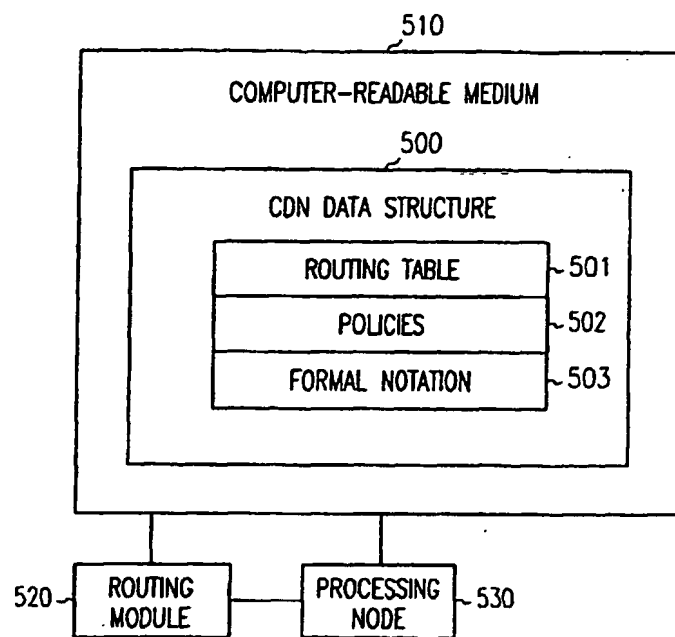 510
COMPUTER-READABLE MEDIUM
500
CDN DATA STRUCTURE
ROUTING TABLE 501
POLICIES 502
FORMAL NOTATION 503
520 ROUTING MODULE
PROCESSING NODE 530